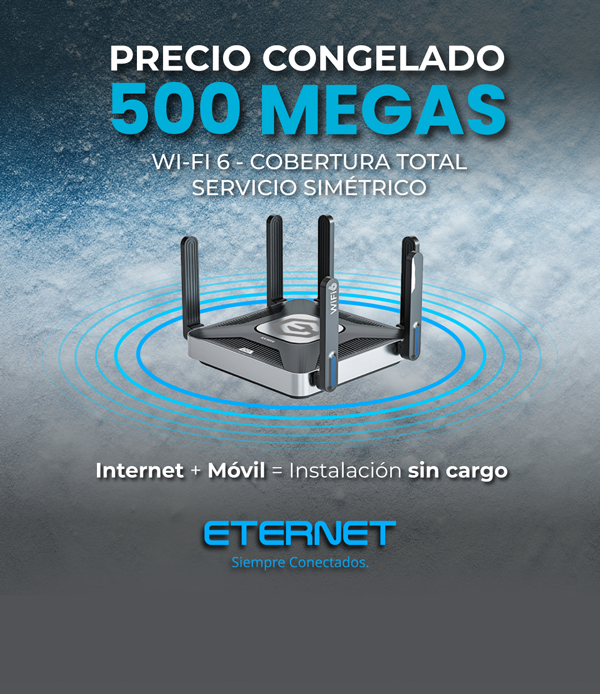 PRECIO CONGELADO
500 MEGAS
WI-FI 6 - COBERTURA TOTAL
SERVICIO SIMÉTRICO
WIFI 6
Internet + Móvil = Instalación sin cargo
ETERNET
Siempre Conectados.